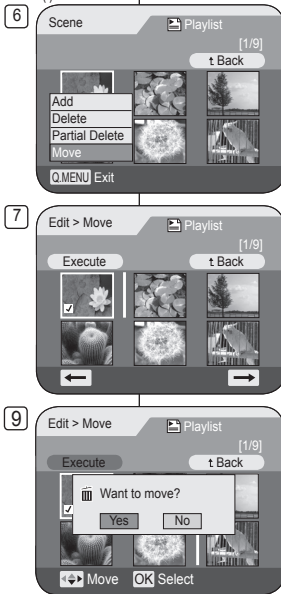 6
Scene
Playlist
[1/9]
Back
Add
Delete
Partial Delete
Move
Q.MENU Exit
7
Edit > Move
Playlist
[1/9]
Execute
Back
9
Edit > Move
Playlist
[1/9]
Execute
Back
Want to move?
Yes No
Move OK Select